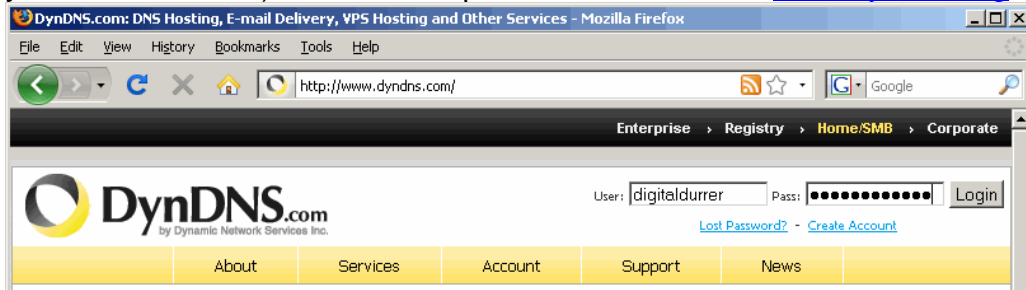 DynDNS.com: DNS Hosting, E-mail Delivery, VPS Hosting and Other Services - Mozilla Firefox
File Edit View History Bookmarks Tools Help
http://www.dyndns.com/ G Google
Enterprise › Registry › Home/SMB › Corporate
DynDNS.com User: digitaldurrer Pass: ●●●●●●●●●●●● Login
by Dynamic Network Services Inc. Lost Password? - Create Account
About Services Account Support News